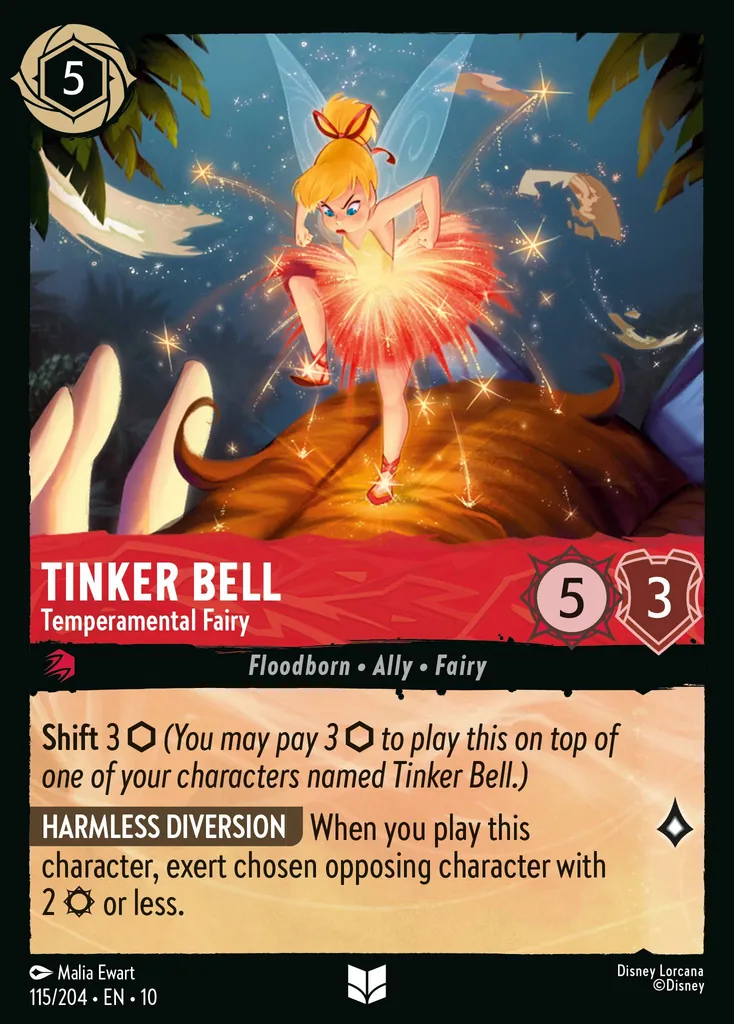 5
TINKER BELL
Temperamental Fairy
5
3
Floodborn • Ally • Fairy
Shift 3 ⬡ (You may pay 3 ⬡ to play this on top of
one of your characters named Tinker Bell.)
HARMLESS DIVERSION When you play this
character, exert chosen opposing character with
2 ¤ or less.
Malia Ewart
115/204 • EN • 10
Disney Lorcana
©Disney